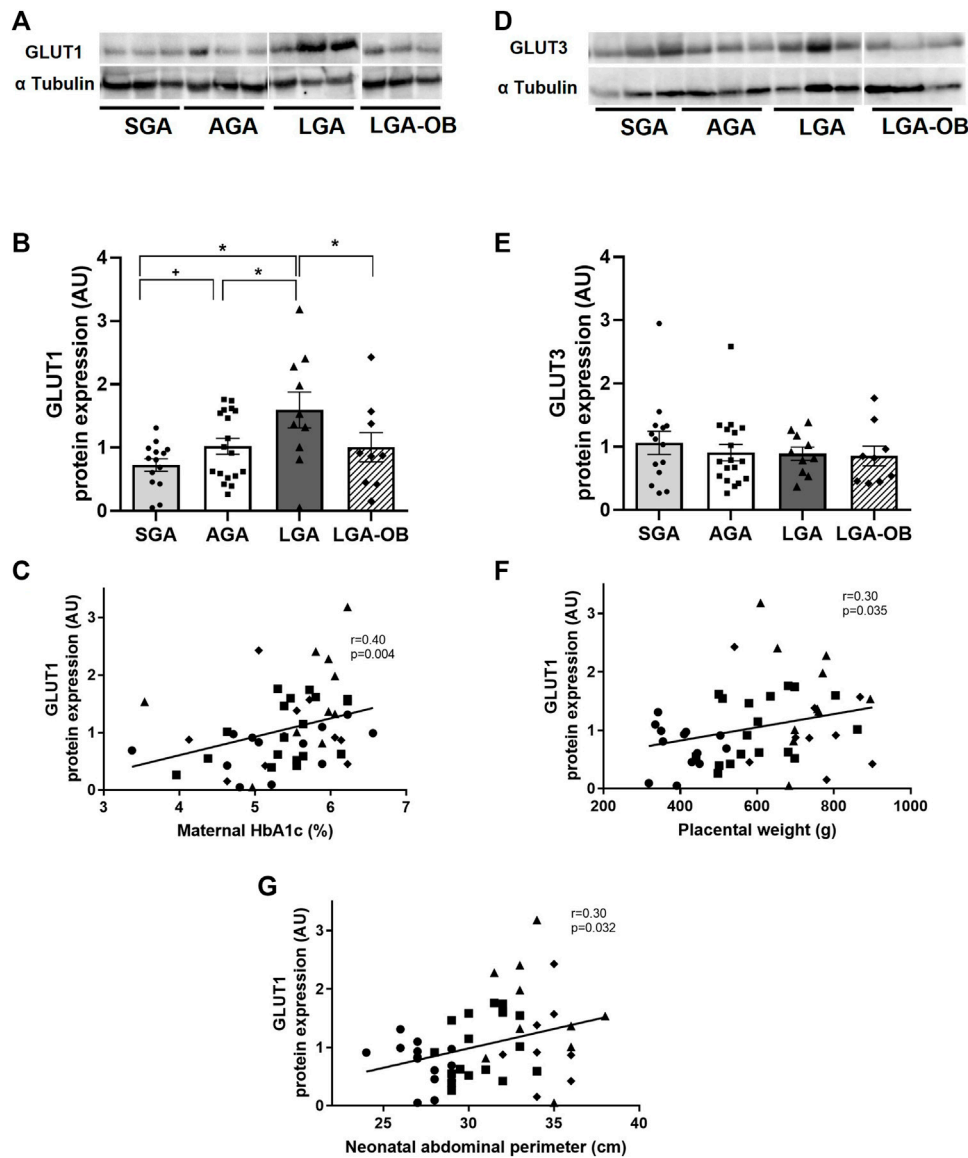 A
GLUT1
α Tubulin
SGA AGA LGA LGA-OB
D
GLUT3
α Tubulin
SGA AGA LGA LGA-OB
B
GLUT1
protein expression (AU)
4
3
2
1
0
* *
+ *
SGA AGA LGA LGA-OB
E
GLUT3
protein expression (AU)
4
3
2
1
0
SGA AGA LGA LGA-OB
C
GLUT1
protein expression (AU)
3
2
1
0
r=0.40
p=0.004
3 4 5 6 7
Maternal HbA1c (%)
F
GLUT1
protein expression (AU)
3
2
1
0
r=0.30
p=0.035
200 400 600 800 1000
Placental weight (g)
G
GLUT1
protein expression (AU)
3
2
1
0
r=0.30
p=0.032
25 30 35 40
Neonatal abdominal perimeter (cm)